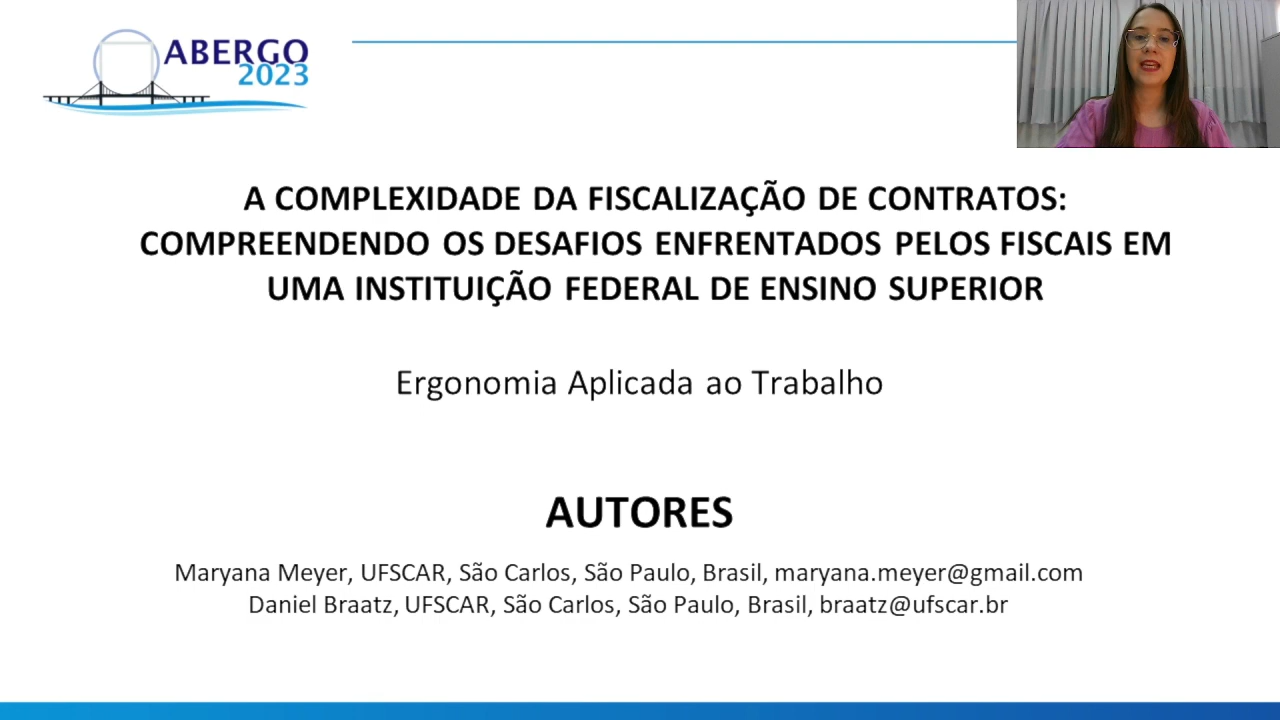 ABERGO
2023
A COMPLEXIDADE DA FISCALIZAÇÃO DE CONTRATOS:
COMPREENDENDO OS DESAFIOS ENFRENTADOS PELOS FISCAIS EM
UMA INSTITUIÇÃO FEDERAL DE ENSINO SUPERIOR
Ergonomia Aplicada ao Trabalho
AUTORES
Maryana Meyer, UFSCAR, São Carlos, São Paulo, Brasil, maryana.meyer@gmail.com
Daniel Braatz, UFSCAR, São Carlos, São Paulo, Brasil, braatz@ufscar.br